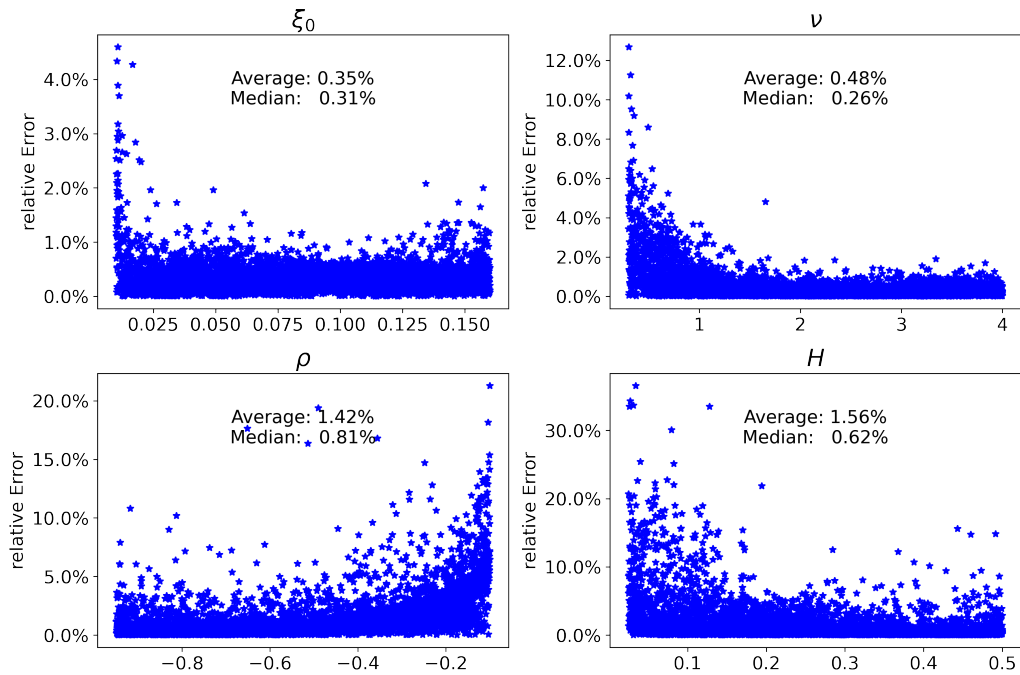 ξ₀
relative Error
4.0%
3.0%
2.0%
1.0%
0.0%
Average: 0.35%
Median: 0.31%
0.025 0.050 0.075 0.100 0.125 0.150
ν
relative Error
12.0%
10.0%
8.0%
6.0%
4.0%
2.0%
0.0%
Average: 0.48%
Median: 0.26%
1 2 3 4
ρ
relative Error
20.0%
15.0%
10.0%
5.0%
0.0%
Average: 1.42%
Median: 0.81%
−0.8 −0.6 −0.4 −0.2
H
relative Error
30.0%
20.0%
10.0%
0.0%
Average: 1.56%
Median: 0.62%
0.1 0.2 0.3 0.4 0.5